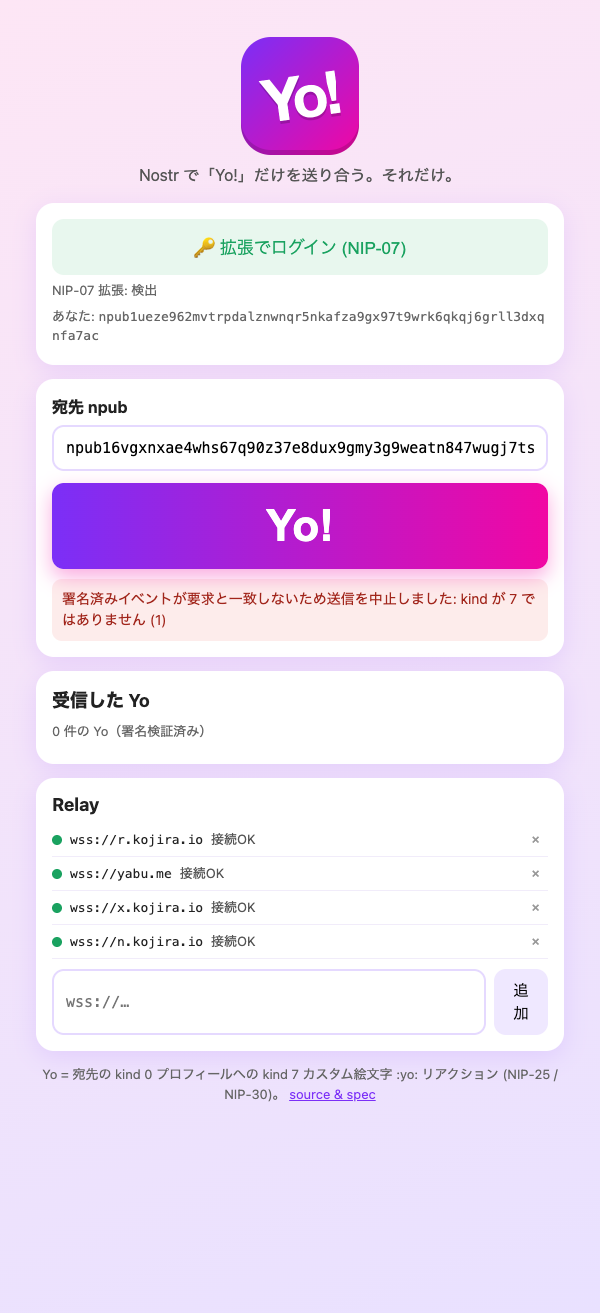 Yo!
Nostr で「Yo!」だけを送り合う。それだけ。
🔑 拡張でログイン (NIP-07)
NIP-07 拡張: 検出
あなた: npub1ueze962mvtrpdalznwnqr5nkafza9gx97t9wrk6qkqj6grll3dxq
nfa7ac
宛先 npub
npub16vgxnxae4whs67q90z37e8dux9gmy3g9weatn847wugj7ts
Yo!
署名済みイベントが要求と一致しないため送信を中止しました: kind が 7 で
はありません (1)
受信した Yo
0 件の Yo（署名検証済み）
Relay
wss://r.kojira.io 接続OK ×
wss://yabu.me 接続OK ×
wss://x.kojira.io 接続OK ×
wss://n.kojira.io 接続OK ×
wss://…
追
加
Yo = 宛先の kind 0 プロフィールへの kind 7 カスタム絵文字 :yo: リアクション (NIP-25 /
NIP-30)。 source & spec